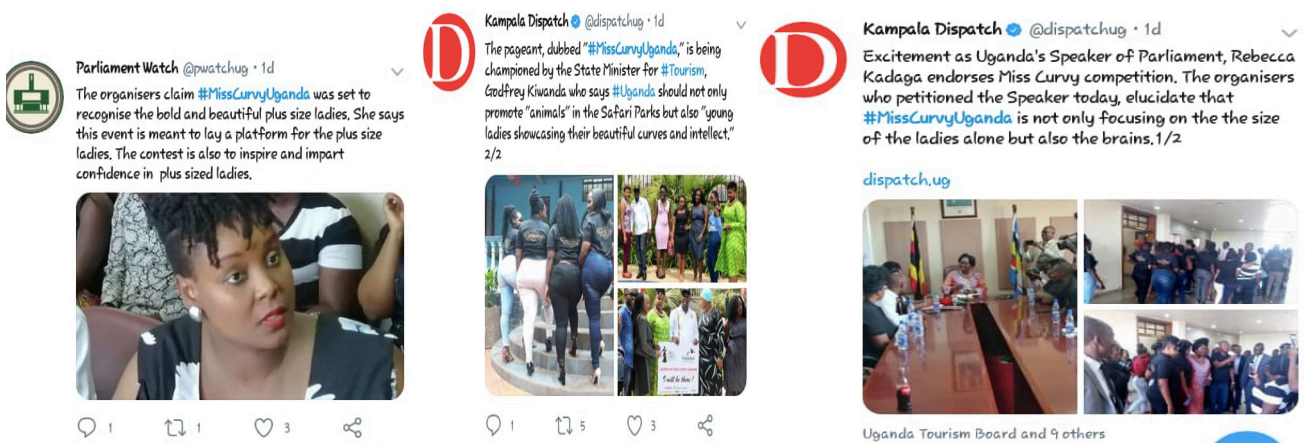 Parliament Watch @pwatchug · 1d
The organisers claim #MissCurvyUganda was set to
recognise the bold and beautiful plus size ladies. She says
this event is meant to lay a platform for the plus size
ladies. The contest is also to inspire and impart
confidence in plus sized ladies.
1
1
3
D
Kampala Dispatch @dispatchug · 1d
The pageant, dubbed "#MissCurvyUganda," is being
championed by the State Minister for #Tourism,
Godfrey Kiwanda who says #Uganda should not only
promote "animals" in the Safari Parks but also "young
ladies showcasing their beautiful curves and intellect."
2/2
I will be there!
1
5
3
D
Kampala Dispatch @dispatchug · 1d
Excitement as Uganda's Speaker of Parliament, Rebecca
Kadaga endorses Miss Curvy competition. The organisers
who petitioned the Speaker today, elucidate that
#MissCurvyUganda is not only focusing on the the size
of the ladies alone but also the brains.1/2
dispatch.ug
Uganda Tourism Board and 9 others